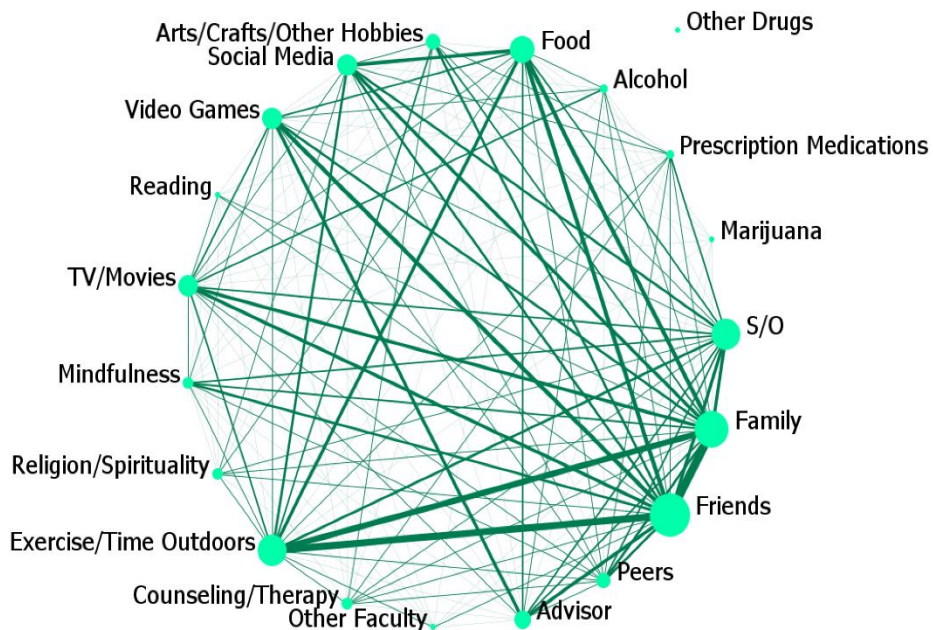 Other Drugs
Arts/Crafts/Other Hobbies
Food
Social Media
Alcohol
Video Games
Prescription Medications
Reading
Marijuana
TV/Movies
S/O
Mindfulness
Family
Religion/Spirituality
Friends
Exercise/Time Outdoors
Peers
Counseling/Therapy
Advisor
Other Faculty